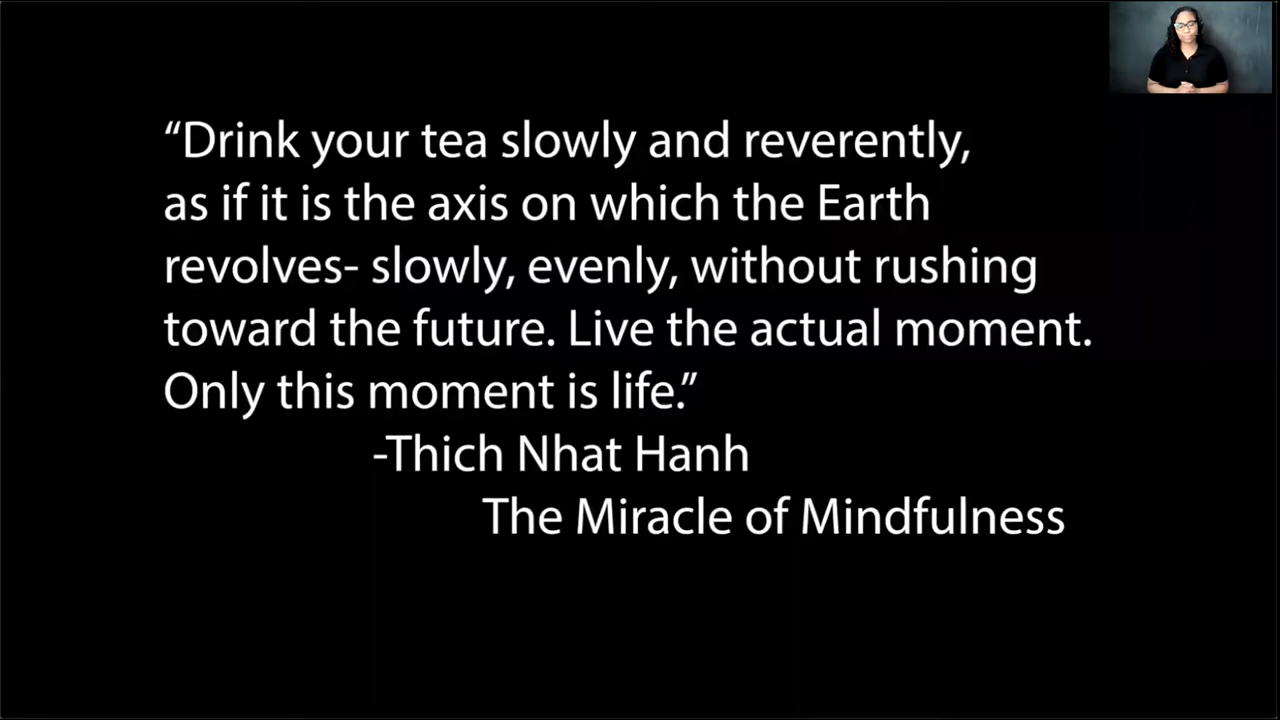 “Drink your tea slowly and reverently,
as if it is the axis on which the Earth
revolves- slowly, evenly, without rushing
toward the future. Live the actual moment.
Only this moment is life.”
-Thich Nhat Hanh
The Miracle of Mindfulness